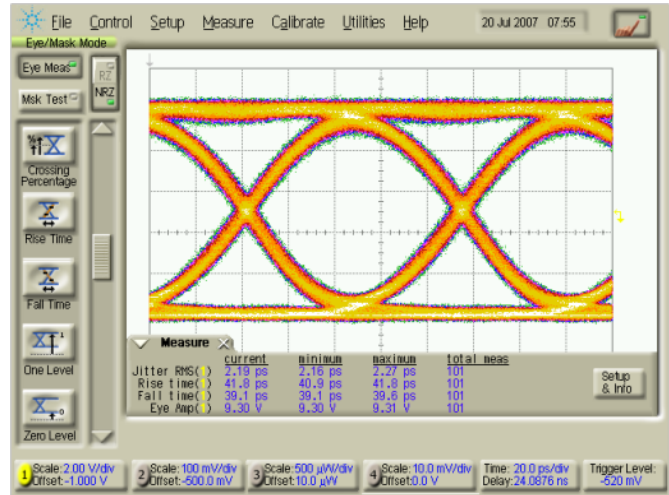 File Control Setup Measure Calibrate Utilities Help 20 Jul 2007 07:55
Eye/Mask Mode
Eye Meas
RZ
Msk Test
NRZ
Crossing
Percentage
Rise Time
Fall Time
One Level
Zero Level
Measure
current minimum maximum total meas
Jitter RMS(1) 2.19 ps 2.16 ps 2.27 ps 101
Rise time(1) 41.8 ps 40.9 ps 41.8 ps 101
Fall time(1) 39.1 ps 39.1 ps 39.6 ps 101
Eye Amp(1) 9.30 V 9.30 V 9.31 V 101
Setup
& Info
1 Scale: 2.00 V/div
Offset: -1.000 V
2 Scale: 100 mV/div
Offset: -500.0 mV
3 Scale: 500 µW/div
Offset: 10.0 µW
4 Scale: 10.0 mV/div
Offset: 0.0 V
Time: 20.0 ps/div
Delay: 24.0876 ns
Trigger Level:
-520 mV